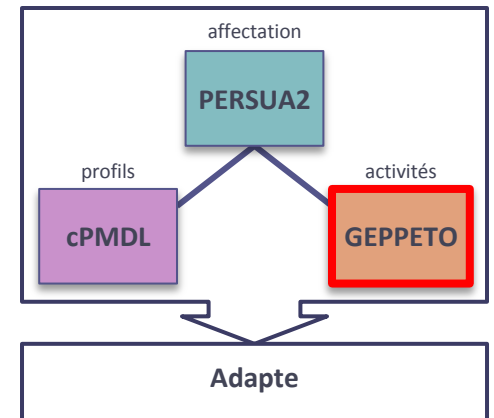 affectation
PERSUA2
profils
activités
cPMDL
GEPPETO
Adapte